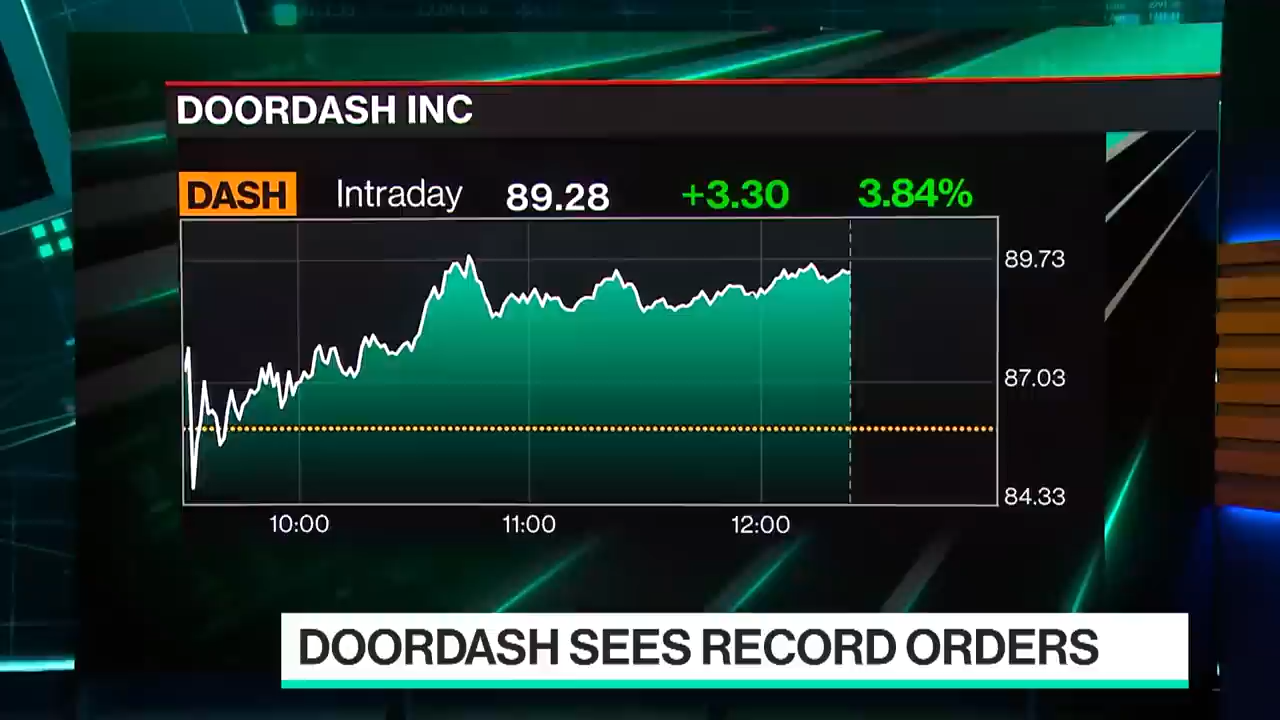 DOORDASH INC
DASH Intraday 89.28 +3.30 3.84%
89.73
87.03
84.33
10:00 11:00 12:00
DOORDASH SEES RECORD ORDERS